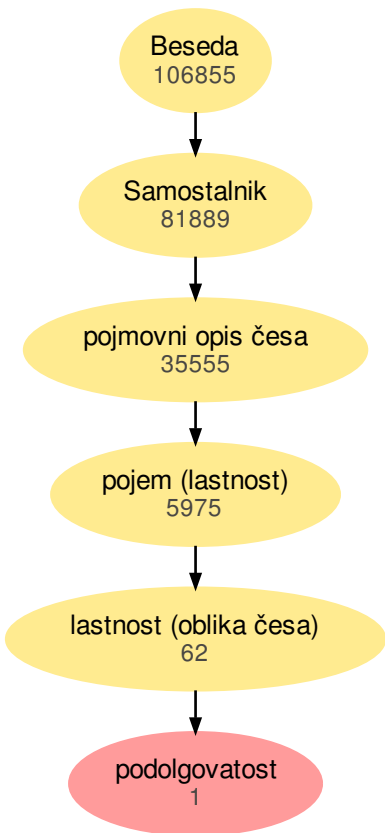 Beseda
106855
Samostalnik
81889
pojmovni opis česa
35555
pojem (lastnost)
5975
lastnost (oblika česa)
62
podolgovatost
1